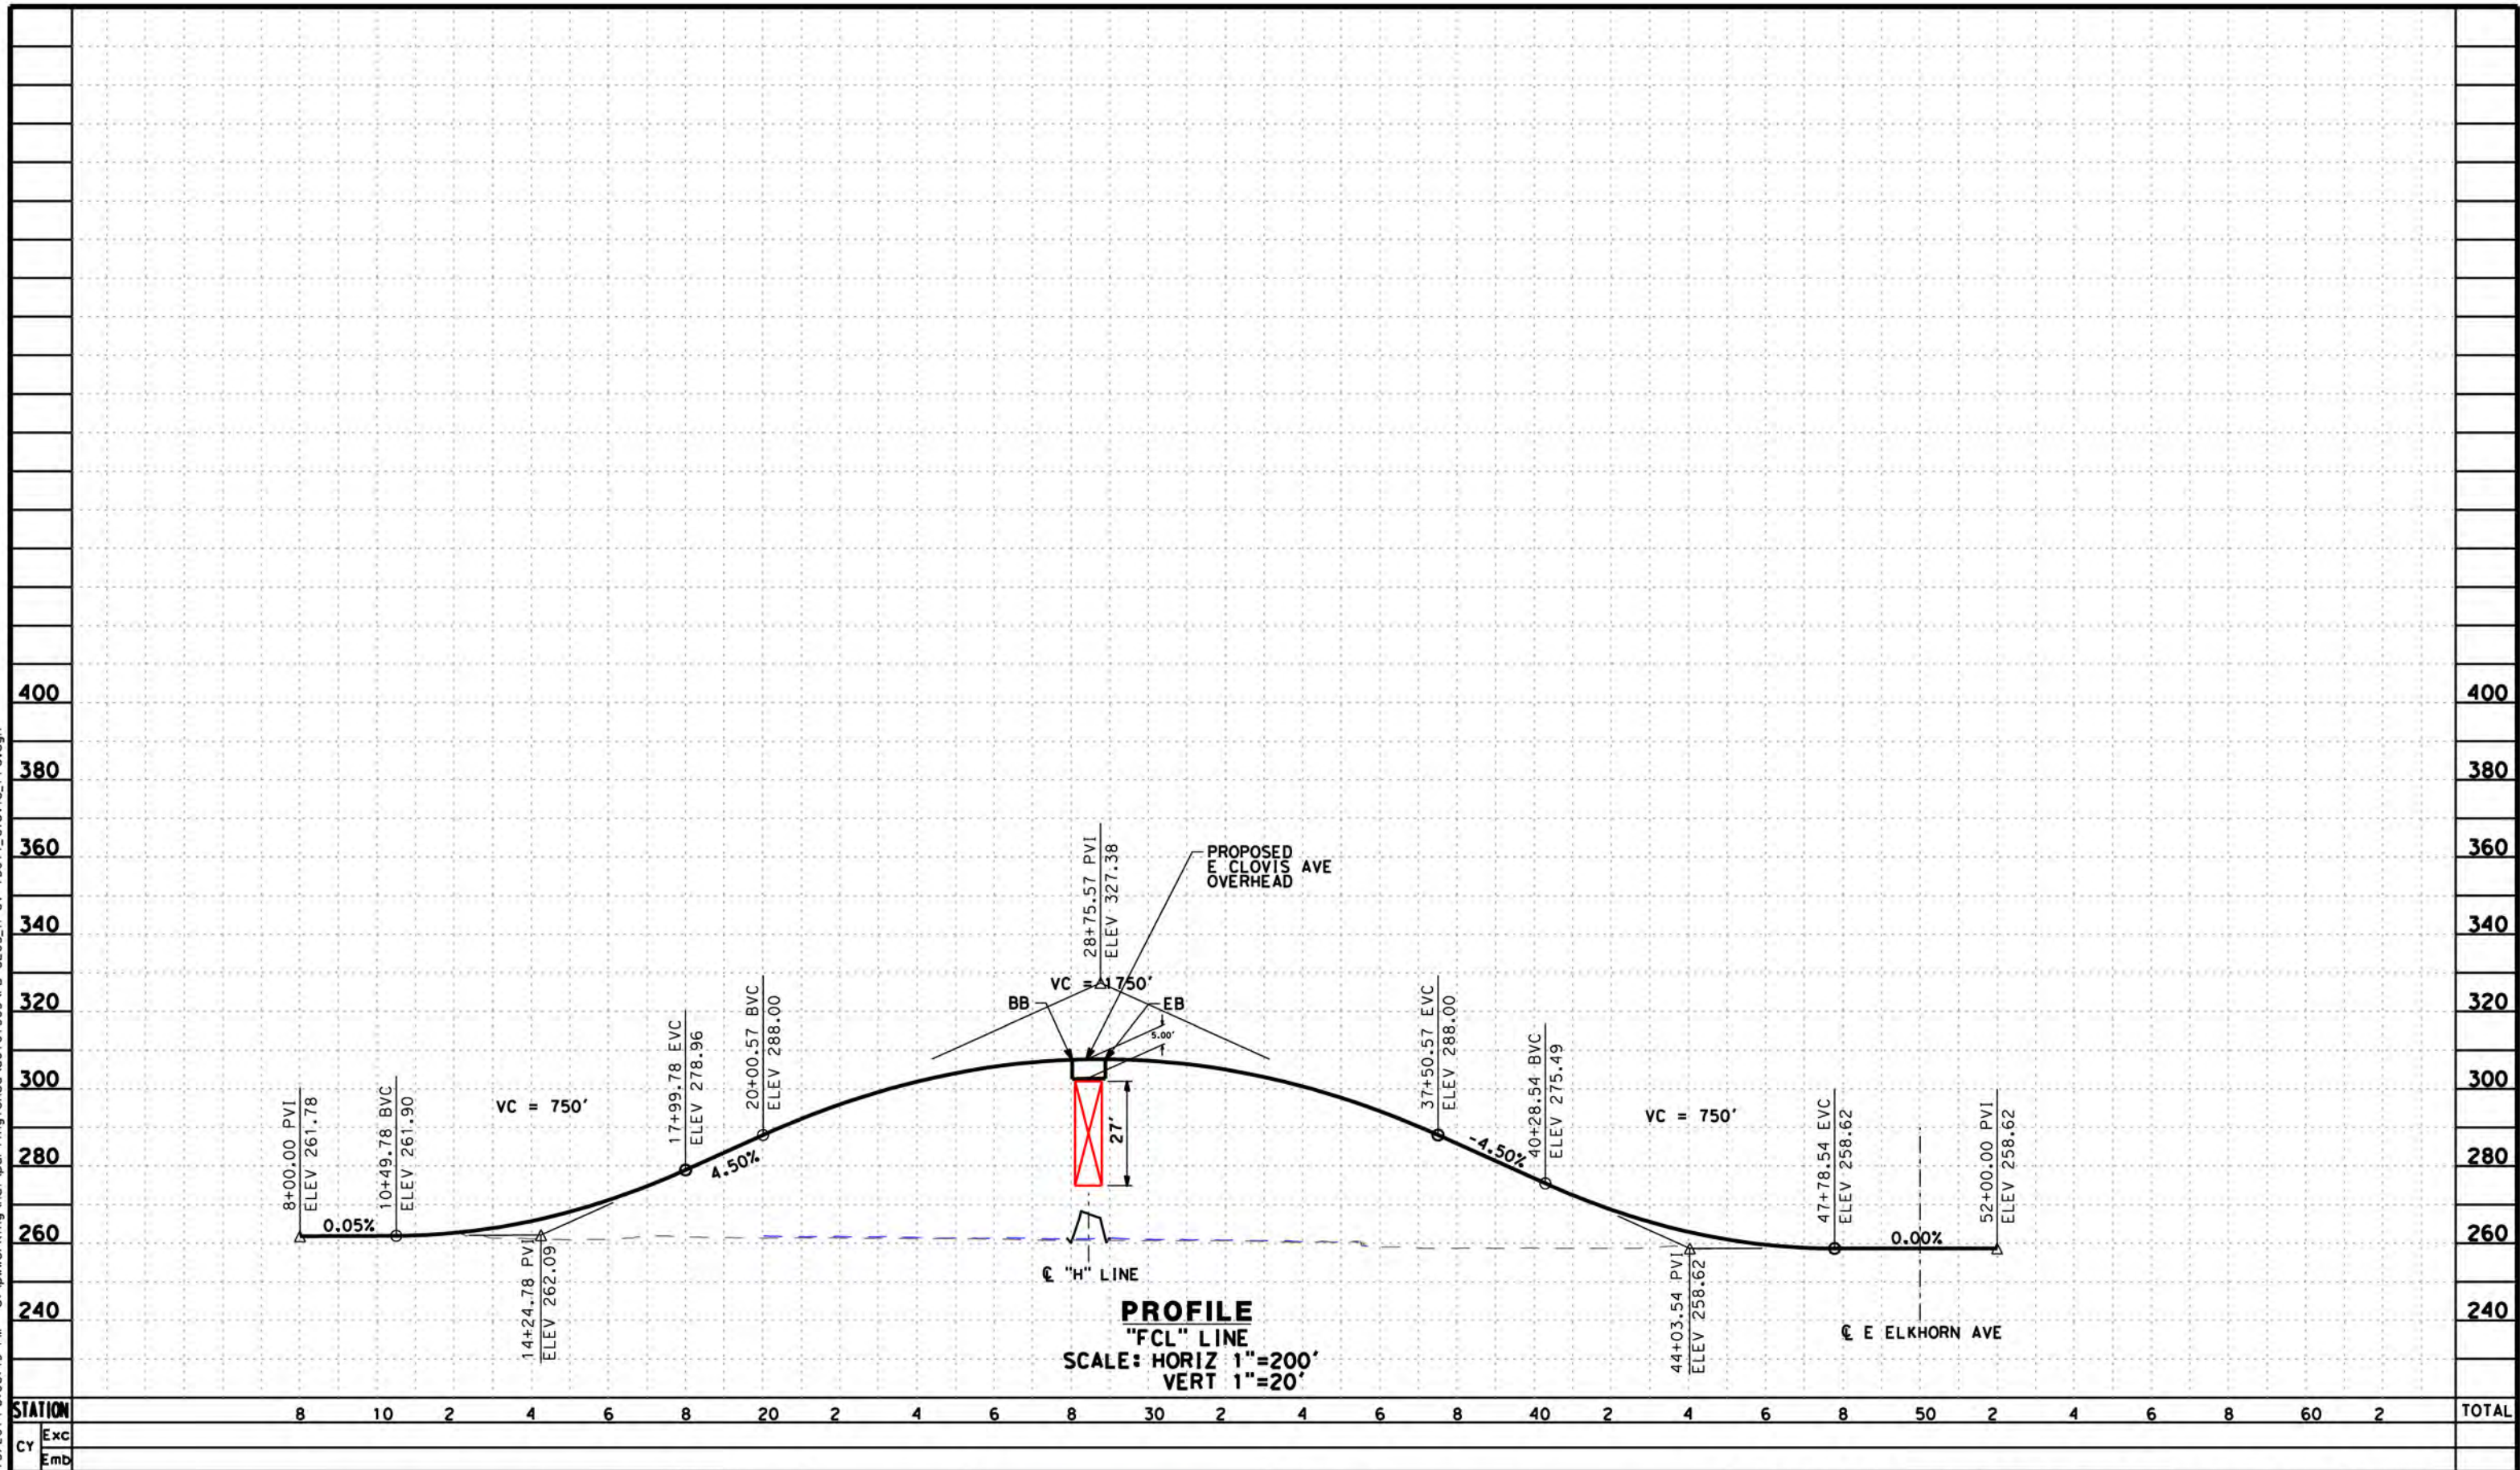 400 400
380 380
360 360
340 340
320 320
300 300
280 280
260 260
240 240
8+00.00 PVI
ELEV 261.78
0.05%
10+49.78 BVC
ELEV 261.90
VC = 750'
14+24.78 PVI
ELEV 262.09
17+99.78 EVC
ELEV 278.96
4.50%
20+00.57 BVC
ELEV 288.00
28+75.57 PVI
ELEV 327.38
VC = 1750'
BB
EB
PROPOSED
E CLOVIS AVE
OVERHEAD
5.00'
27'
℄ "H" LINE
37+50.57 EVC
ELEV 288.00
-4.50%
40+28.54 BVC
ELEV 275.49
VC = 750'
44+03.54 PVI
ELEV 258.62
47+78.54 EVC
ELEV 258.62
0.00%
52+00.00 PVI
ELEV 258.62
℄ E ELKHORN AVE
PROFILE
"FCL" LINE
SCALE: HORIZ 1"=200'
VERT 1"=20'
STATION 8 10 2 4 6 8 20 2 4 6 8 30 2 4 6 8 40 2 4 6 8 50 2 4 6 8 60 2 TOTAL
CY Exc
Emb